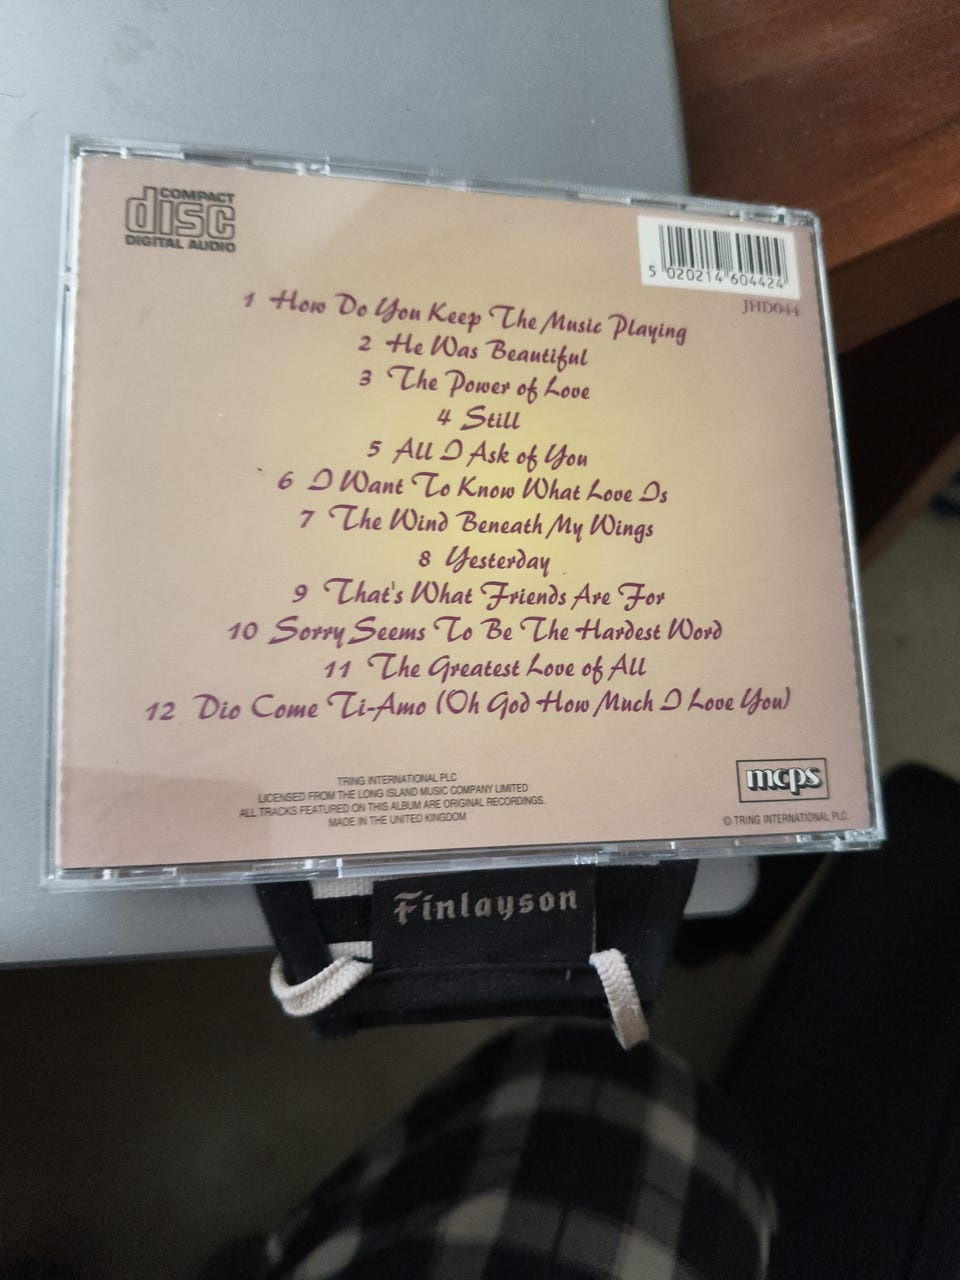 COMPACT
disc
DIGITAL AUDIO
5 020214 604424
JHD044
1 How Do You Keep The Music Playing
2 He Was Beautiful
3 The Power of Love
4 Still
5 All I Ask of You
6 I Want To Know What Love Is
7 The Wind Beneath My Wings
8 Yesterday
9 That's What Friends Are For
10 Sorry Seems To Be The Hardest Word
11 The Greatest Love of All
12 Dio Come Ti-Amo (Oh God How Much I Love You)
TRING INTERNATIONAL PLC
LICENSED FROM THE LONG ISLAND MUSIC COMPANY LIMITED
ALL TRACKS FEATURED ON THIS ALBUM ARE ORIGINAL RECORDINGS.
MADE IN THE UNITED KINGDOM
mcps
© TRING INTERNATIONAL PLC.
Finlayson